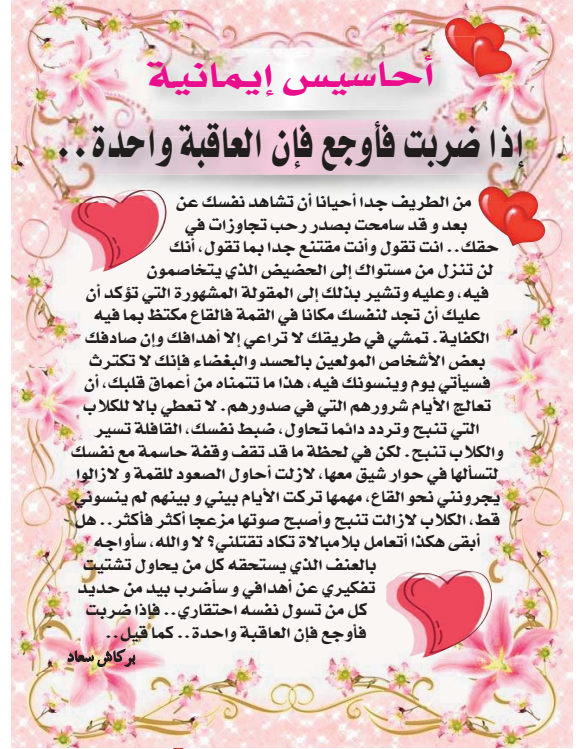 أحاسيس إيمانية
إذا ضربت فأوجع فإن العاقبة واحدة..
من الطريف جدا أحيانا أن تشاهد نفسك عن
بعد و قد سامحت بصدر رحب تجاوزات في
حقك.. انت تقول وأنت مقتنع جدا بما تقول، أنك
لن تنزل من مستواك إلى الحضيض الذي يتخاصمون
فيه، وعليه وتشير بذلك إلى المقولة المشهورة التي تؤكد أن
عليك أن تجد لنفسك مكانا في القمة فالقاع مكتظ بما فيه
الكفاية. تمشي في طريقك لا تراعي إلا أهدافك وإن صادفك
بعض الأشخاص المولعين بالحسد والبغضاء فإنك لا تكترث
فسيأتي يوم وينسونك فيه، هذا ما تتمناه من أعماق قلبك، أن
تعالج الأيام شرورهم التي في صدورهم. لا تعطي بالا للكلاب
التي تنبح وتردد دائما تحاول، ضبط نفسك، القافلة تسير
والكلاب تنبح. لكن في لحظة ما قد تقف وقفة حاسمة مع نفسك
لتسألها في حوار شيق معها، لازلت أحاول الصعود للقمة و لازالوا
يجرونني نحو القاع، مهمها تركت الأيام بيني و بينهم لم ينسوني
قط، الكلاب لازالت تنبح وأصبح صوتها مزعجا أكثر فأكثر.. هل
أبقى هكذا أتعامل بلا مبالاة تكاد تقتلني؟ لا والله، سأواجه
بالعنف الذي يستحقه كل من يحاول تشتيت
تفكيري عن أهدافي و سأضرب بيد من حديد
كل من تسول نفسه احتقاري.. فإذا ضربت
فأوجع فإن العاقبة واحدة.. كما قيل..
بركاش سعاد